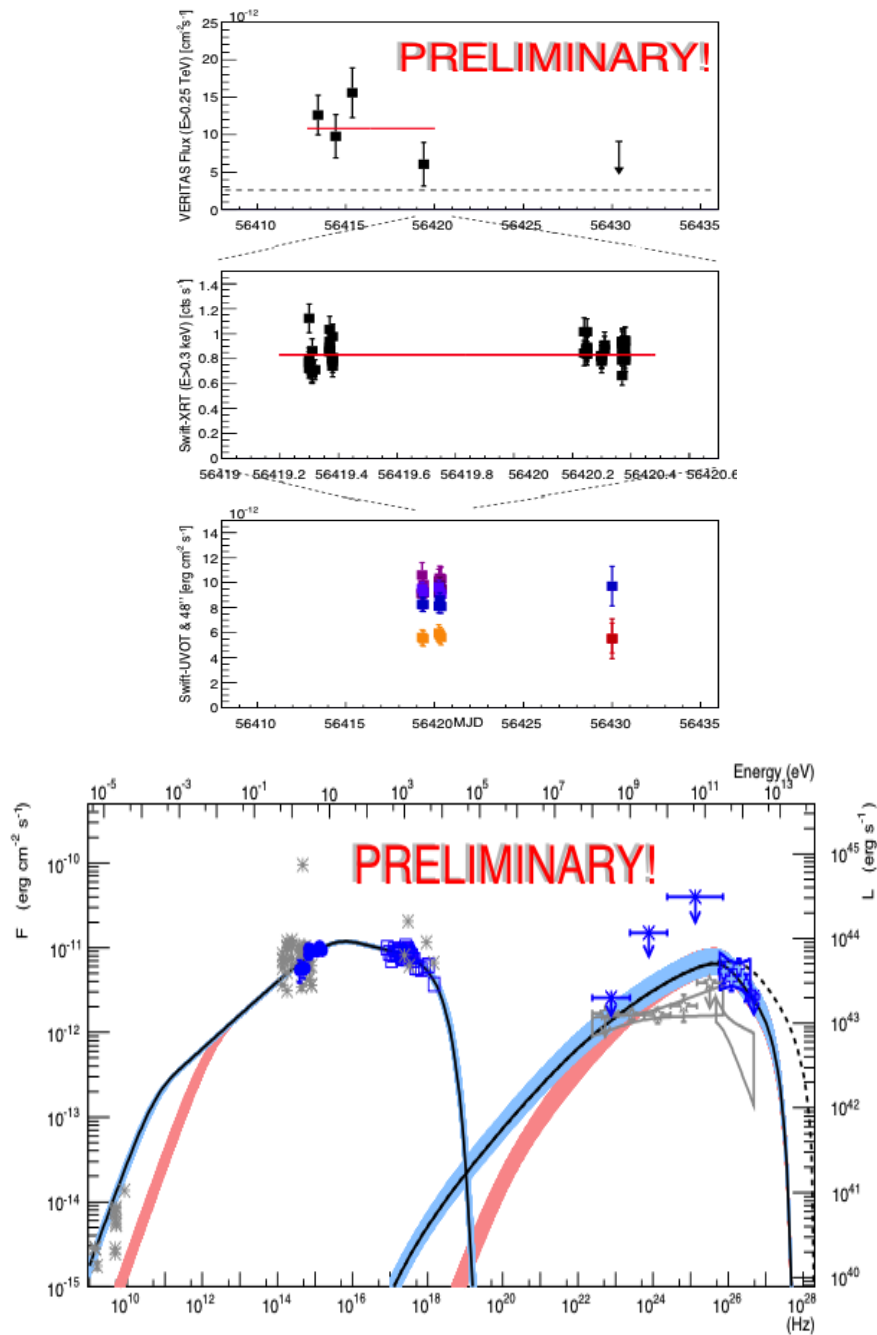 ×10⁻¹²
25
20
15
10
5
0
VERITAS Flux (E>0.25 TeV) [cm⁻²s⁻¹]
PRELIMINARY!
56410 56415 56420 56425 56430 56435
1.4
1.2
1
0.8
0.6
0.4
0.2
0
Swift-XRT (E>0.3 keV) [cts s⁻¹]
56419 56419.2 56419.4 56419.6 56419.8 56420 56420.2 56420.4 56420.6
×10⁻¹²
14
12
10
8
6
4
2
0
Swift-UVOT & 48'' [erg cm⁻² s⁻¹]
56410 56415 56420 MJD 56425 56430 56435
Energy (eV)
10⁻⁵ 10⁻³ 10⁻¹ 10 10³ 10⁵ 10⁷ 10⁹ 10¹¹ 10¹³
F (erg cm⁻² s⁻¹)
L (erg s⁻¹)
PRELIMINARY!
10⁻¹⁰
10⁻¹¹
10⁻¹²
10⁻¹³
10⁻¹⁴
10⁻¹⁵
10⁴⁵
10⁴⁴
10⁴³
10⁴²
10⁴¹
10⁴⁰
10¹⁰ 10¹² 10¹⁴ 10¹⁶ 10¹⁸ 10²⁰ 10²² 10²⁴ 10²⁶ 10²⁸
(Hz)